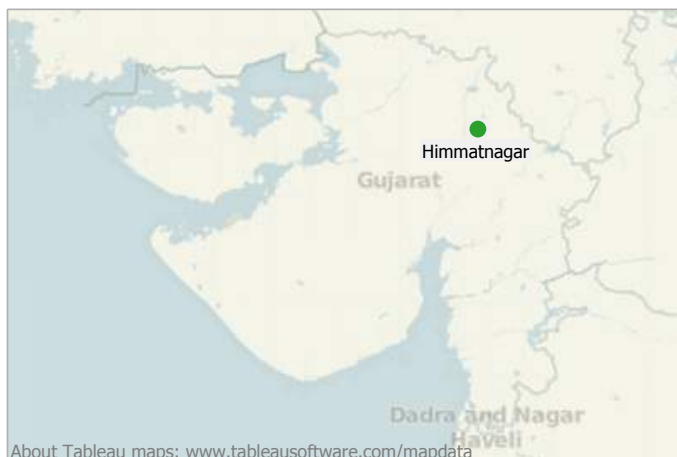 Himmatnagar
Gujarat
Dadra and Nagar
Haveli
About Tableau maps: www.tableausoftware.com/mapdata